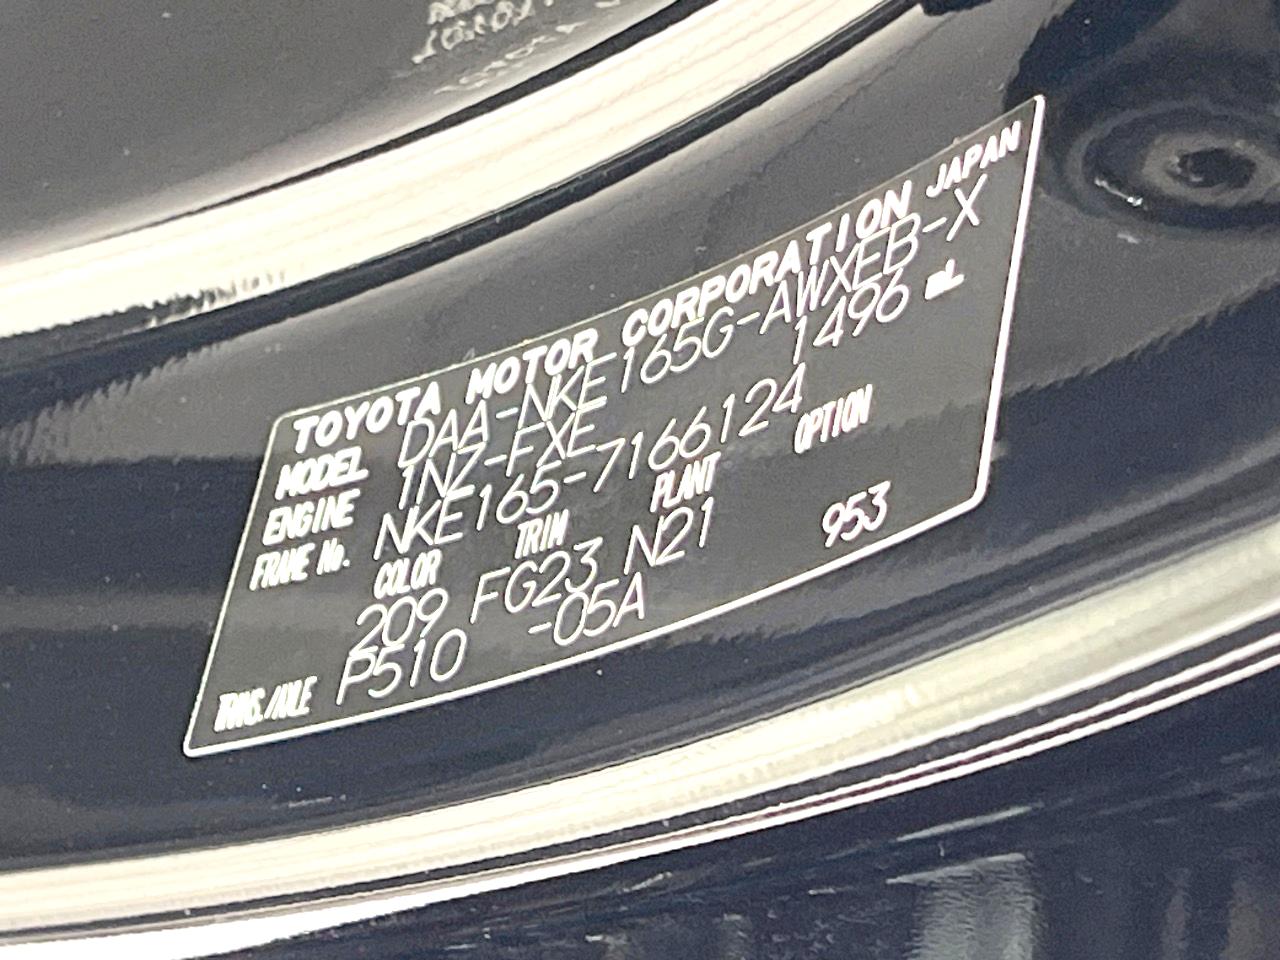 TOYOTA MOTOR CORPORATION JAPAN
MODEL DAA-NKE165G-AWXEB-X
ENGINE 1NZ-FXE 1496 mL
FRAME No. NKE165-7166124
COLOR TRIM PLANT OPTION
209 FG23 N21 953
TRANS./AXLE P510 -05A